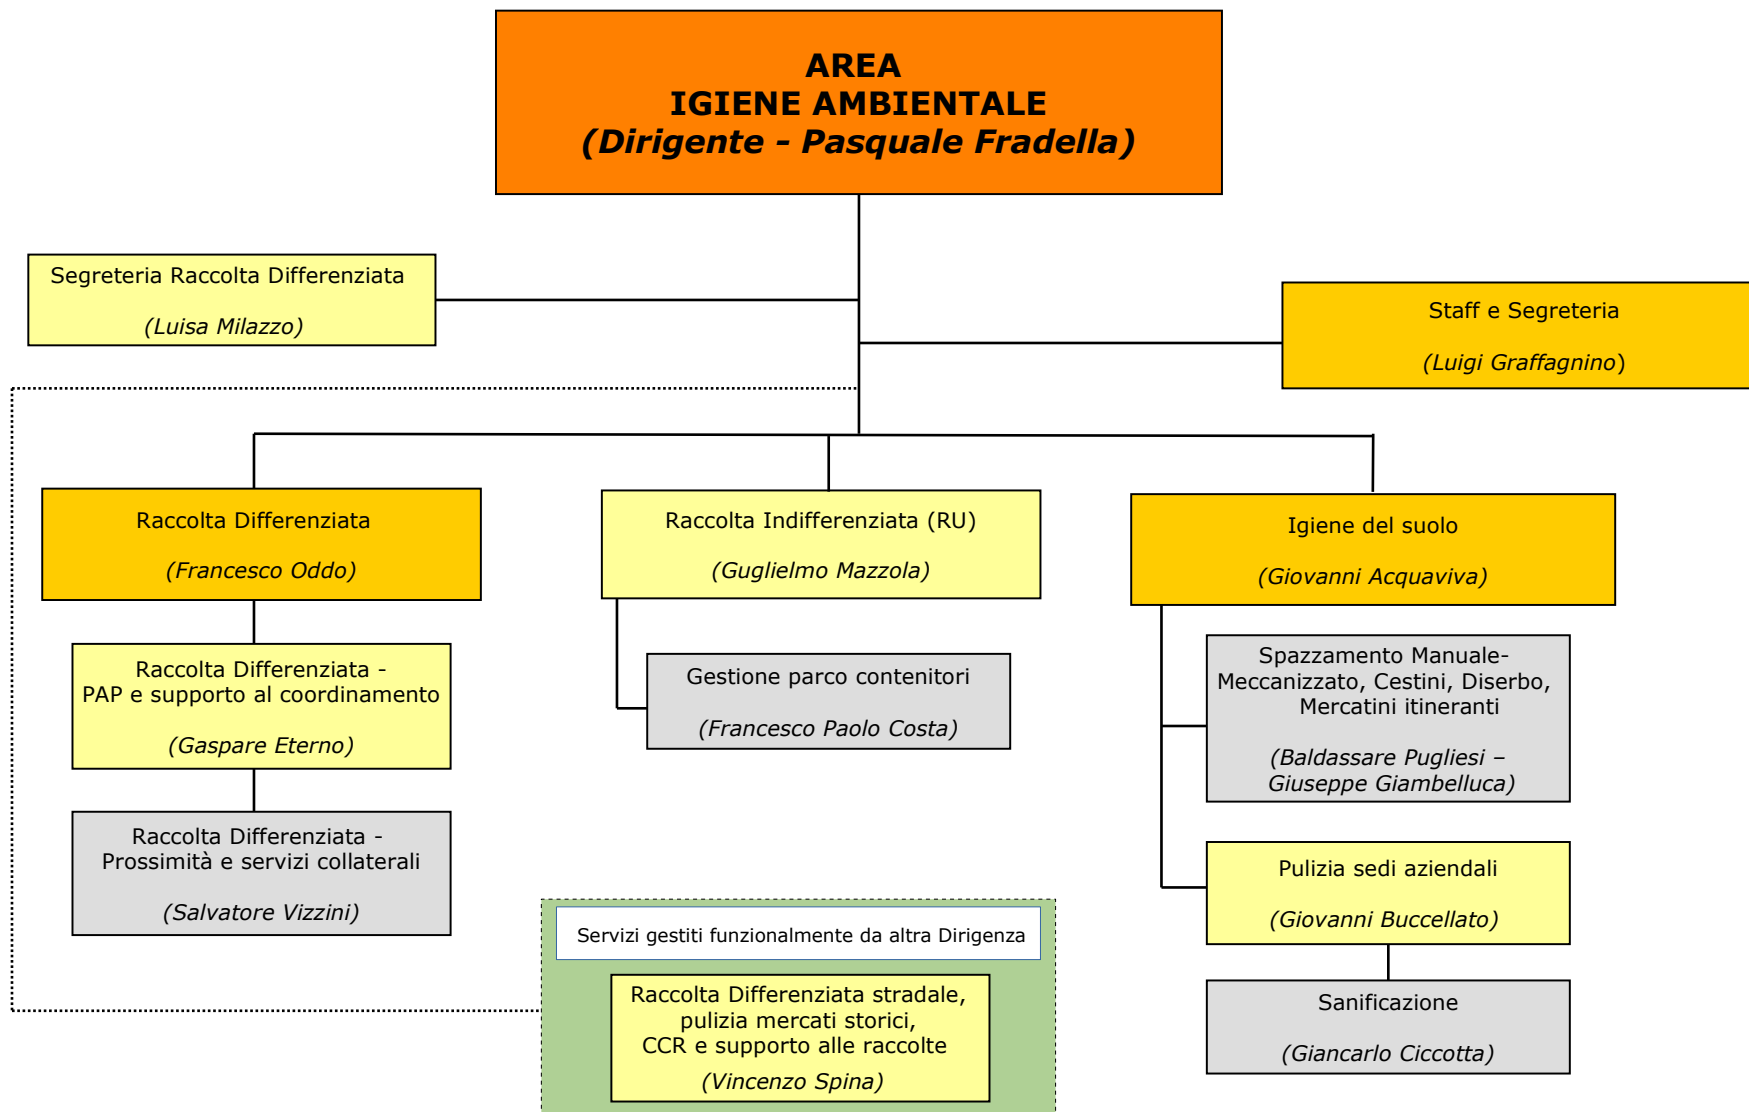 AREA
IGIENE AMBIENTALE
(Dirigente - Pasquale Fradella)
Segreteria Raccolta Differenziata
(Luisa Milazzo)
Staff e Segreteria
(Luigi Graffagnino)
Raccolta Differenziata
(Francesco Oddo)
Raccolta Indifferenziata (RU)
(Guglielmo Mazzola)
Igiene del suolo
(Giovanni Acquaviva)
Raccolta Differenziata -
PAP e supporto al coordinamento
(Gaspare Eterno)
Gestione parco contenitori
(Francesco Paolo Costa)
Spazzamento Manuale-
Meccanizzato, Cestini, Diserbo,
Mercatini itineranti
(Baldassare Pugliesi –
Giuseppe Giambelluca)
Raccolta Differenziata -
Prossimità e servizi collaterali
(Salvatore Vizzini)
Pulizia sedi aziendali
(Giovanni Buccellato)
Servizi gestiti funzionalmente da altra Dirigenza
Raccolta Differenziata stradale,
pulizia mercati storici,
CCR e supporto alle raccolte
(Vincenzo Spina)
Sanificazione
(Giancarlo Ciccotta)